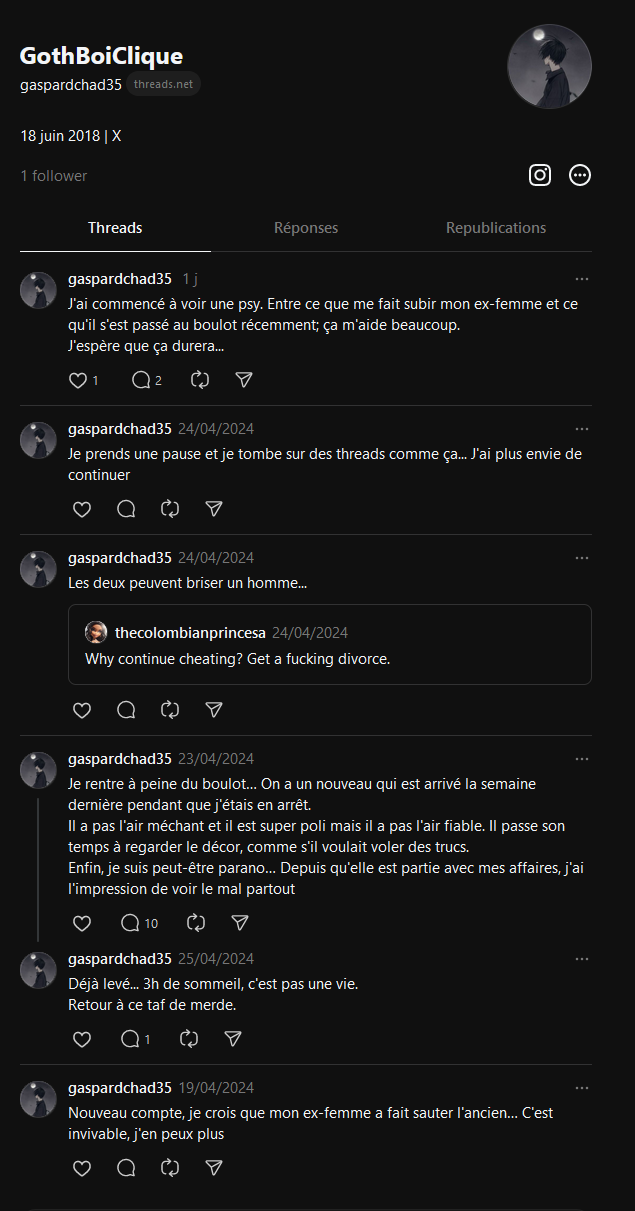 GothBoiClique
gaspardchad35 threads.net
18 juin 2018 | X
1 follower
Threads Réponses Republications
gaspardchad35 1 j
J'ai commencé à voir une psy. Entre ce que me fait subir mon ex-femme et ce
qu'il s'est passé au boulot récemment; ça m'aide beaucoup.
J'espère que ça durera...
1 2
gaspardchad35 24/04/2024
Je prends une pause et je tombe sur des threads comme ça... J'ai plus envie de
continuer
gaspardchad35 24/04/2024
Les deux peuvent briser un homme...
thecolombianprincesa 24/04/2024
Why continue cheating? Get a fucking divorce.
gaspardchad35 23/04/2024
Je rentre à peine du boulot... On a un nouveau qui est arrivé la semaine
dernière pendant que j'étais en arrêt.
Il a pas l'air méchant et il est super poli mais il a pas l'air fiable. Il passe son
temps à regarder le décor, comme s'il voulait voler des trucs.
Enfin, je suis peut-être parano... Depuis qu'elle est partie avec mes affaires, j'ai
l'impression de voir le mal partout
10
gaspardchad35 25/04/2024
Déjà levé... 3h de sommeil, c'est pas une vie.
Retour à ce taf de merde.
1
gaspardchad35 19/04/2024
Nouveau compte, je crois que mon ex-femme a fait sauter l'ancien... C'est
invivable, j'en peux plus